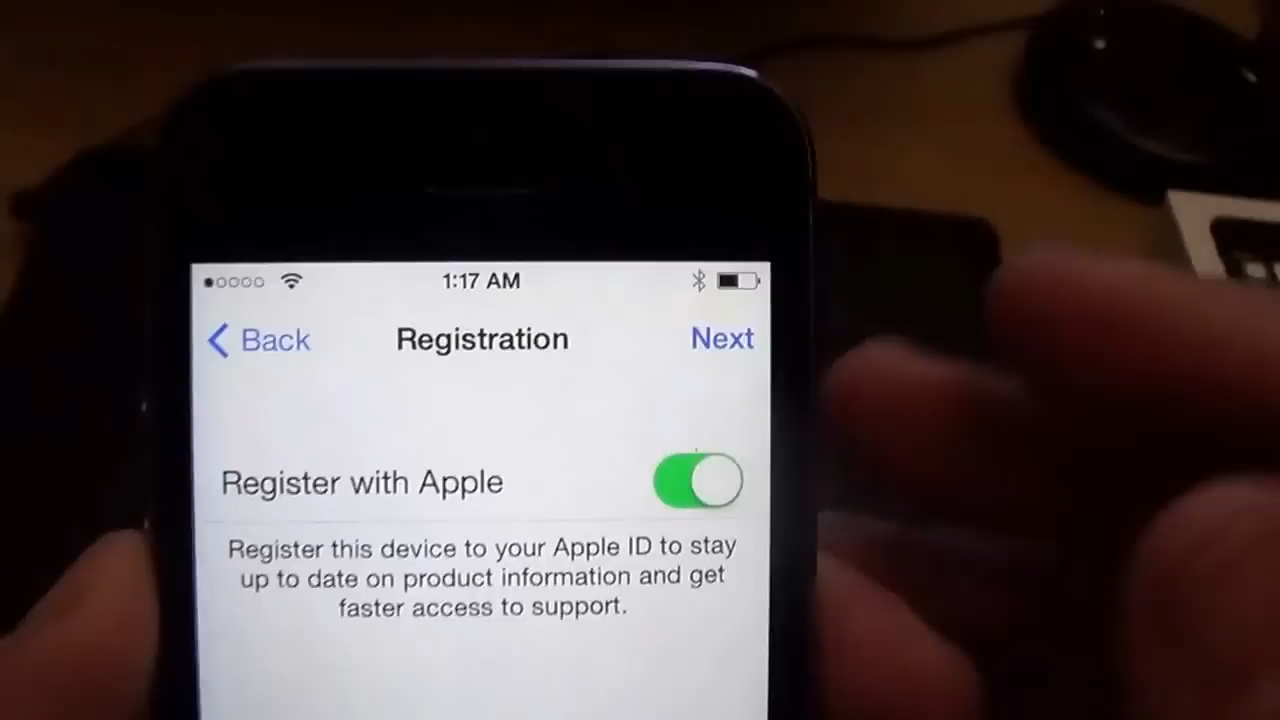 1:17 AM
Back Registration Next
Register with Apple
Register this device to your Apple ID to stay
up to date on product information and get
faster access to support.